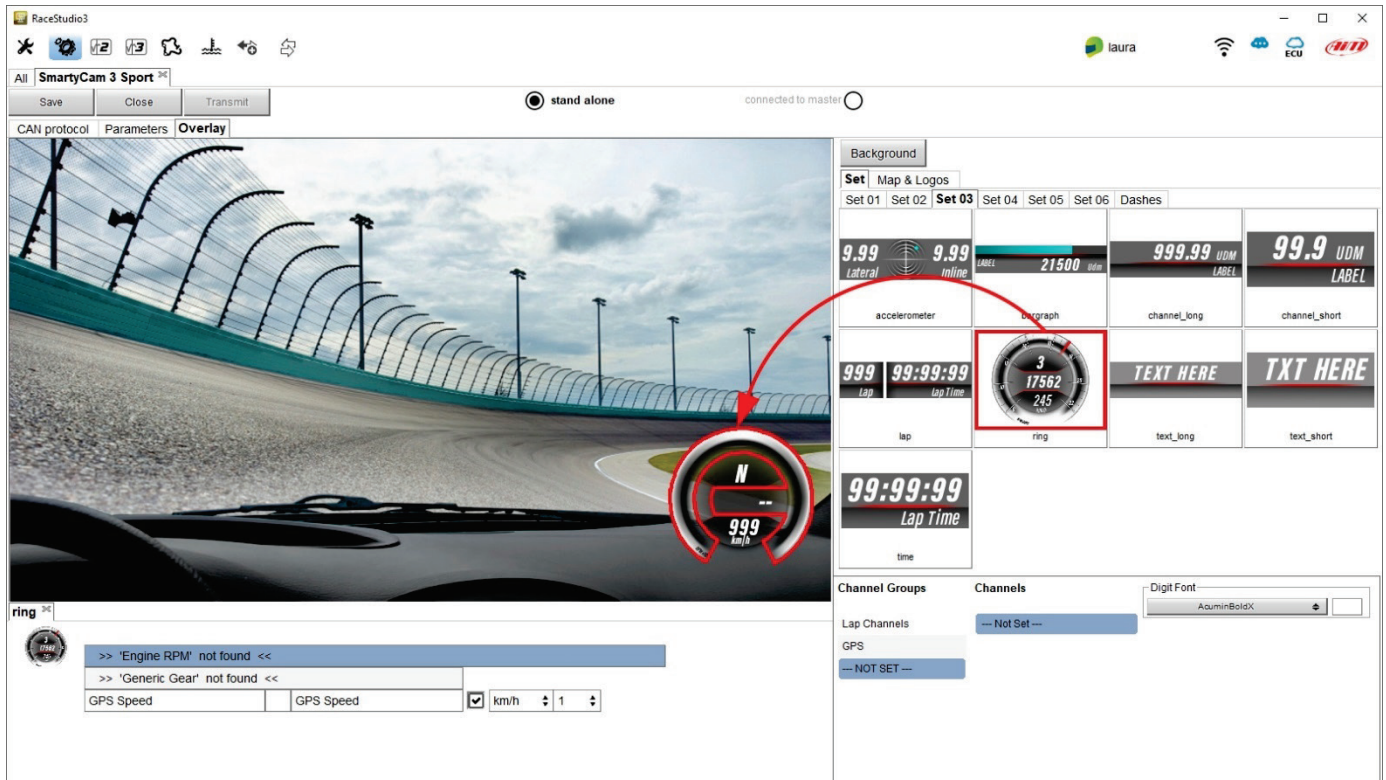 RaceStudio3
laura
ECU
AiM
All SmartyCam 3 Sport
Save Close Transmit
stand alone connected to master
CAN protocol Parameters Overlay
Background
Set Map & Logos
Set 01 Set 02 Set 03 Set 04 Set 05 Set 06 Dashes
9.99 9.99
Lateral Inline
LABEL 21500 Udm
999.99 UDM
LABEL
99.9 UDM
LABEL
accelerometer bargraph channel_long channel_short
999 99:99:99
Lap Lap Time
3
17562
245
TEXT HERE
TXT HERE
lap ring text_long text_short
99:99:99
Lap Time
time
N
--
999
km/h
Channel Groups Channels Digit Font
AcuminBoldX
Lap Channels --- Not Set ---
GPS
--- NOT SET ---
ring
>> 'Engine RPM' not found <<
>> 'Generic Gear' not found <<
GPS Speed GPS Speed km/h 1